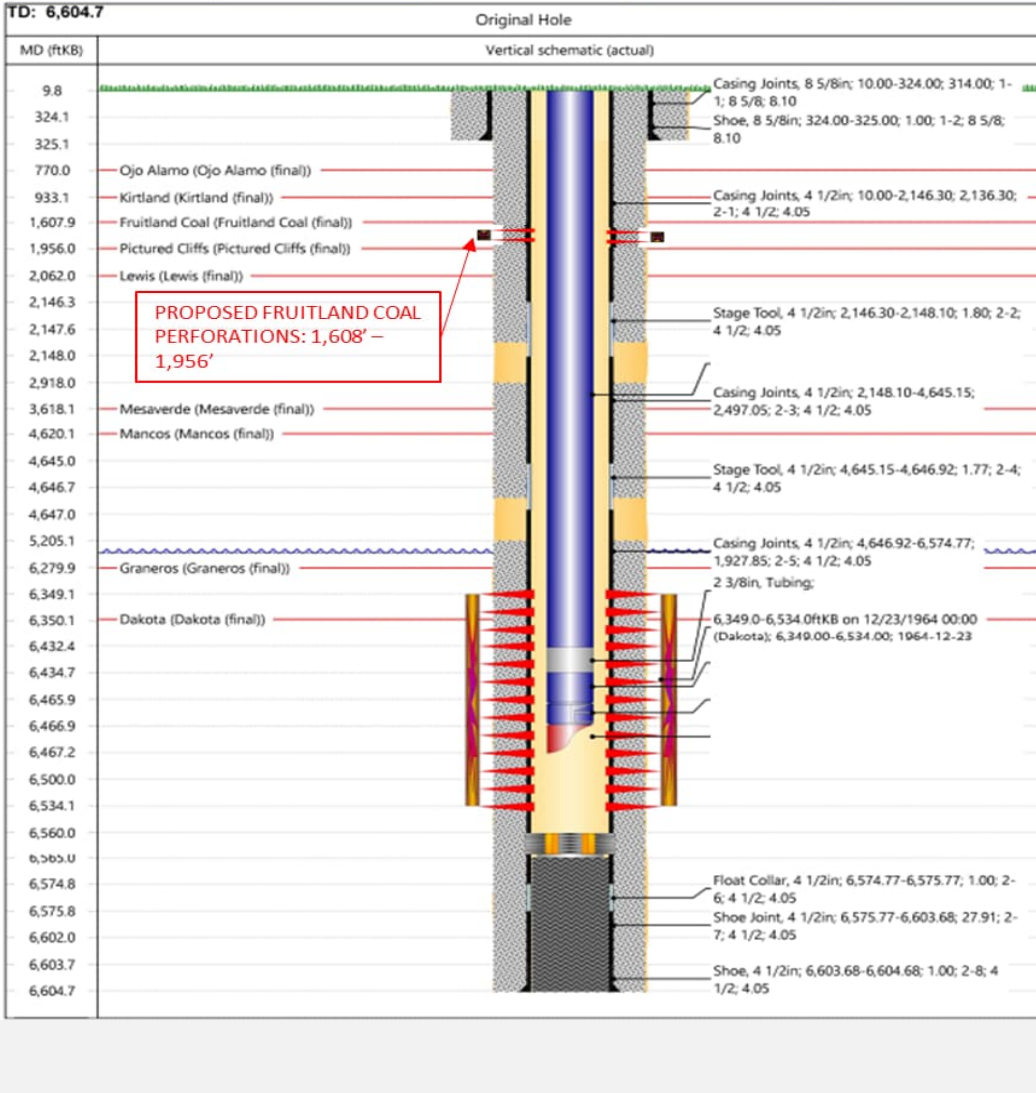 TD: 6,604.7
Original Hole
MD (ftKB)
Vertical schematic (actual)
9.8
324.1
325.1
770.0
933.1
1,607.9
1,956.0
2,062.0
2,146.3
2,147.6
2,148.0
2,918.0
3,618.1
4,620.1
4,645.0
4,646.7
4,647.0
5,205.1
6,279.9
6,349.1
6,350.1
6,432.4
6,434.7
6,465.9
6,466.9
6,467.2
6,500.0
6,534.1
6,560.0
6,565.0
6,574.8
6,575.8
6,602.0
6,603.7
6,604.7
Ojo Alamo (Ojo Alamo (final))
Kirtland (Kirtland (final))
Fruitland Coal (Fruitland Coal (final))
Pictured Cliffs (Pictured Cliffs (final))
Lewis (Lewis (final))
PROPOSED FRUITLAND COAL
PERFORATIONS: 1,608’ –
1,956’
Mesaverde (Mesaverde (final))
Mancos (Mancos (final))
Graneros (Graneros (final))
Dakota (Dakota (final))
Casing Joints, 8 5/8in; 10.00-324.00; 314.00; 1-
1; 8 5/8; 8.10
Shoe, 8 5/8in; 324.00-325.00; 1.00; 1-2; 8 5/8;
8.10
Casing Joints, 4 1/2in; 10.00-2,146.30; 2,136.30;
2-1; 4 1/2; 4.05
Stage Tool, 4 1/2in; 2,146.30-2,148.10; 1.80; 2-2;
4 1/2; 4.05
Casing Joints, 4 1/2in; 2,148.10-4,645.15;
2,497.05; 2-3; 4 1/2; 4.05
Stage Tool, 4 1/2in; 4,645.15-4,646.92; 1.77; 2-4;
4 1/2; 4.05
Casing Joints, 4 1/2in; 4,646.92-6,574.77;
1,927.85; 2-5; 4 1/2; 4.05
2 3/8in, Tubing;
6,349.0-6,534.0ftKB on 12/23/1964 00:00
(Dakota); 6,349.00-6,534.00; 1964-12-23
Float Collar, 4 1/2in; 6,574.77-6,575.77; 1.00; 2-
6; 4 1/2; 4.05
Shoe Joint, 4 1/2in; 6,575.77-6,603.68; 27.91; 2-
7; 4 1/2; 4.05
Shoe, 4 1/2in; 6,603.68-6,604.68; 1.00; 2-8; 4
1/2; 4.05